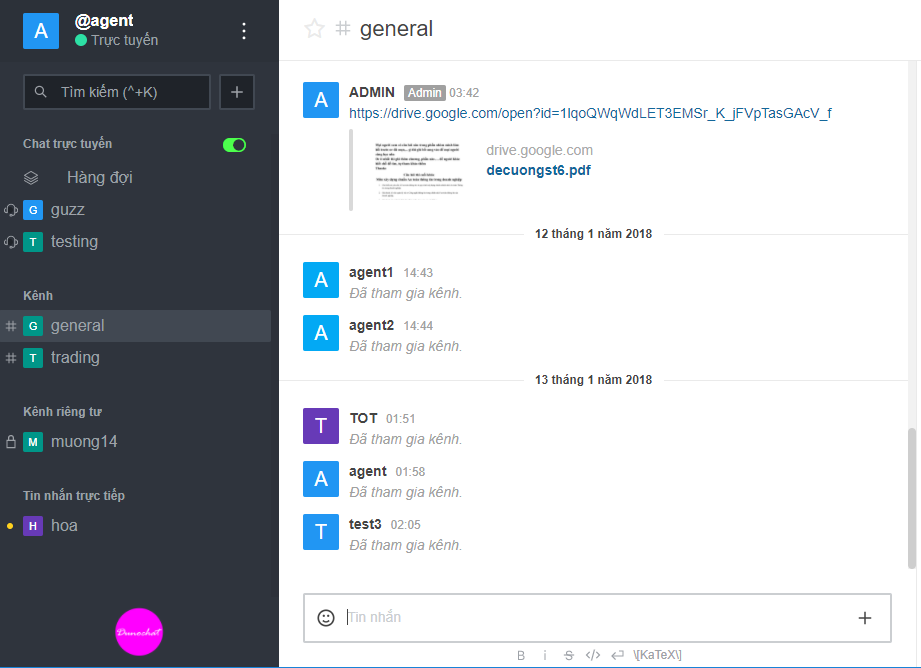 A
@agent
Trực tuyến
Tìm kiếm (^+K)
Chat trực tuyến
Hàng đợi
G guzz
T testing
Kênh
# G general
# T trading
Kênh riêng tư
M muong14
Tin nhắn trực tiếp
H hoa
Dunochat
# general
A
ADMIN Admin 03:42
https://drive.google.com/open?id=1IqoQWqWdLET3EMSr_K_jFVpTasGAcV_f
drive.google.com
decuongst6.pdf
12 tháng 1 năm 2018
A
agent1 14:43
Đã tham gia kênh.
A
agent2 14:44
Đã tham gia kênh.
13 tháng 1 năm 2018
T
TOT 01:51
Đã tham gia kênh.
A
agent 01:58
Đã tham gia kênh.
T
test3 02:05
Đã tham gia kênh.
Tin nhắn
B i S </> \[KaTeX\]